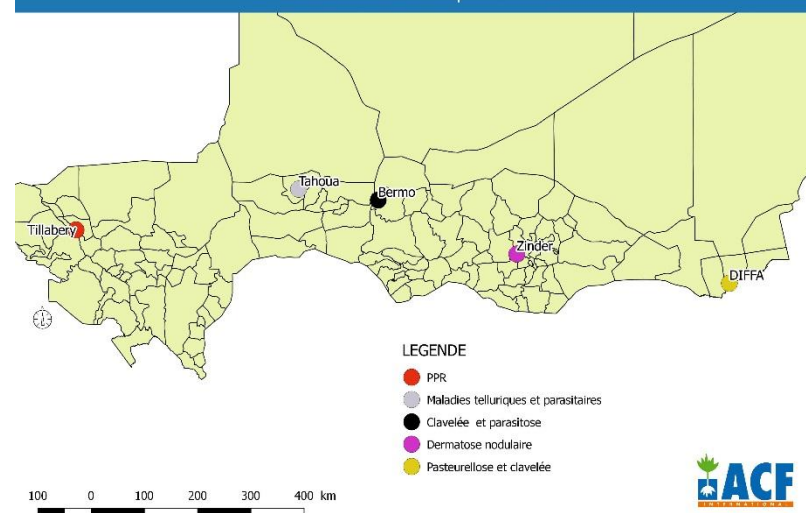 Tahoua
Bermo
Tillabery
Zinder
DIFFA
LEGENDE
PPR
Maladies telluriques et parasitaires
Clavelée et parasitose
Dermatose nodulaire
Pasteurellose et clavelée
100 0 100 200 300 400 km
ACF
INTERNATIONAL